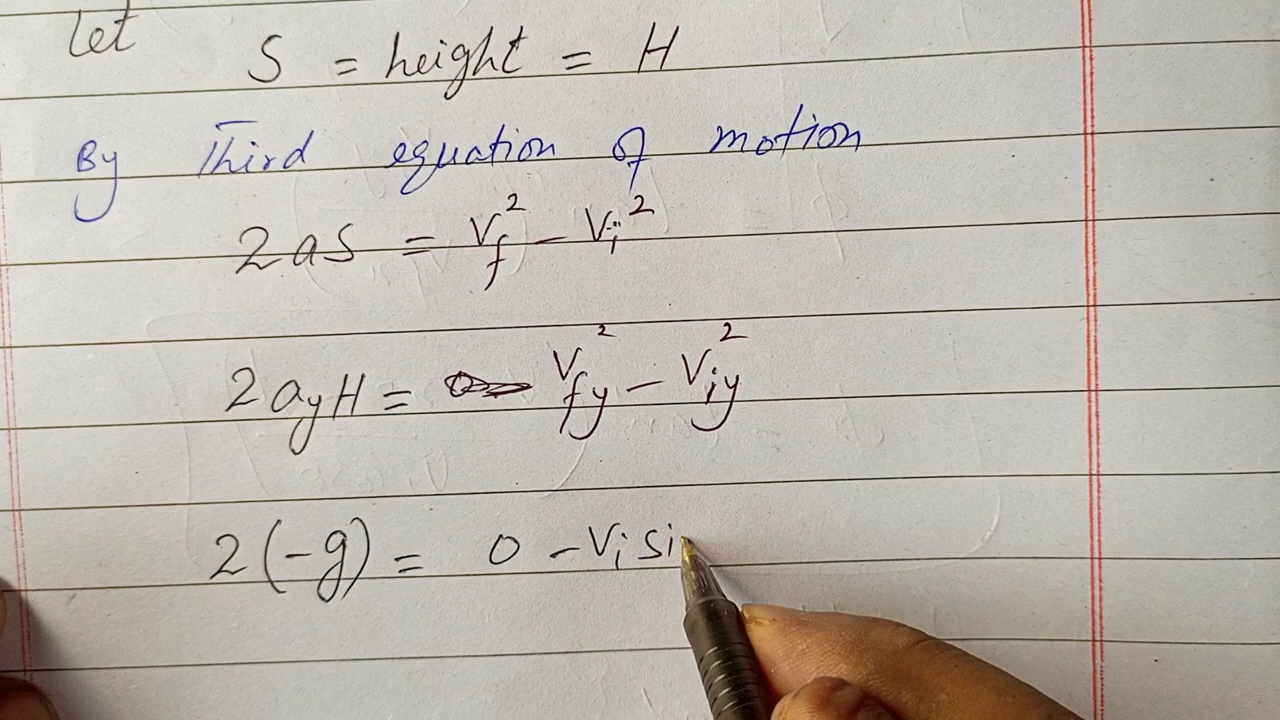 Let
S = height = H
By Third equation of motion
2aS = Vf² - Vi²
2ayH = Vfy² - Viy²
2(-g) = 0 - Vi si